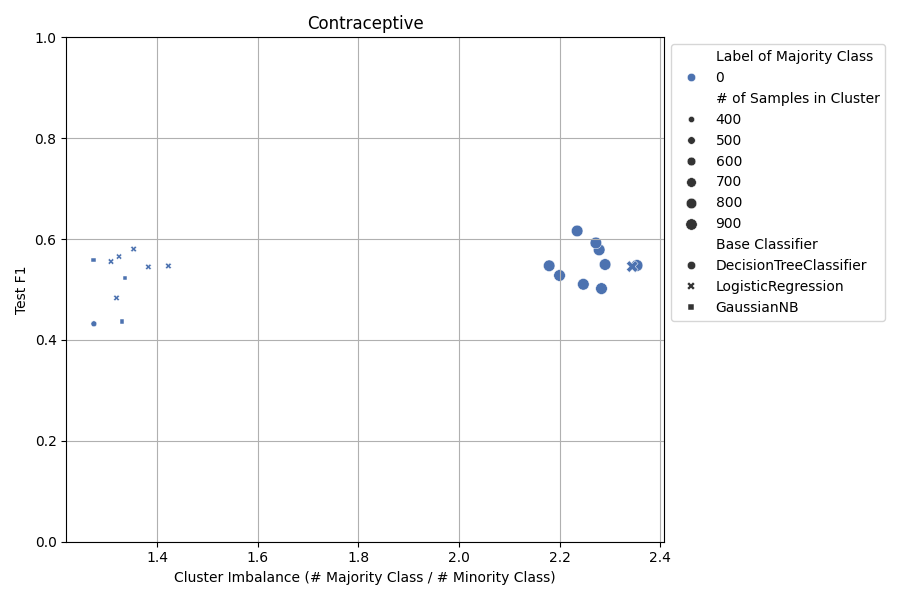 Contraceptive
1.0
0.8
0.6
0.4
0.2
0.0
Test F1
1.4
1.6
1.8
2.0
2.2
2.4
Cluster Imbalance (# Majority Class / # Minority Class)
Label of Majority Class
0
# of Samples in Cluster
400
500
600
700
800
900
Base Classifier
DecisionTreeClassifier
LogisticRegression
GaussianNB